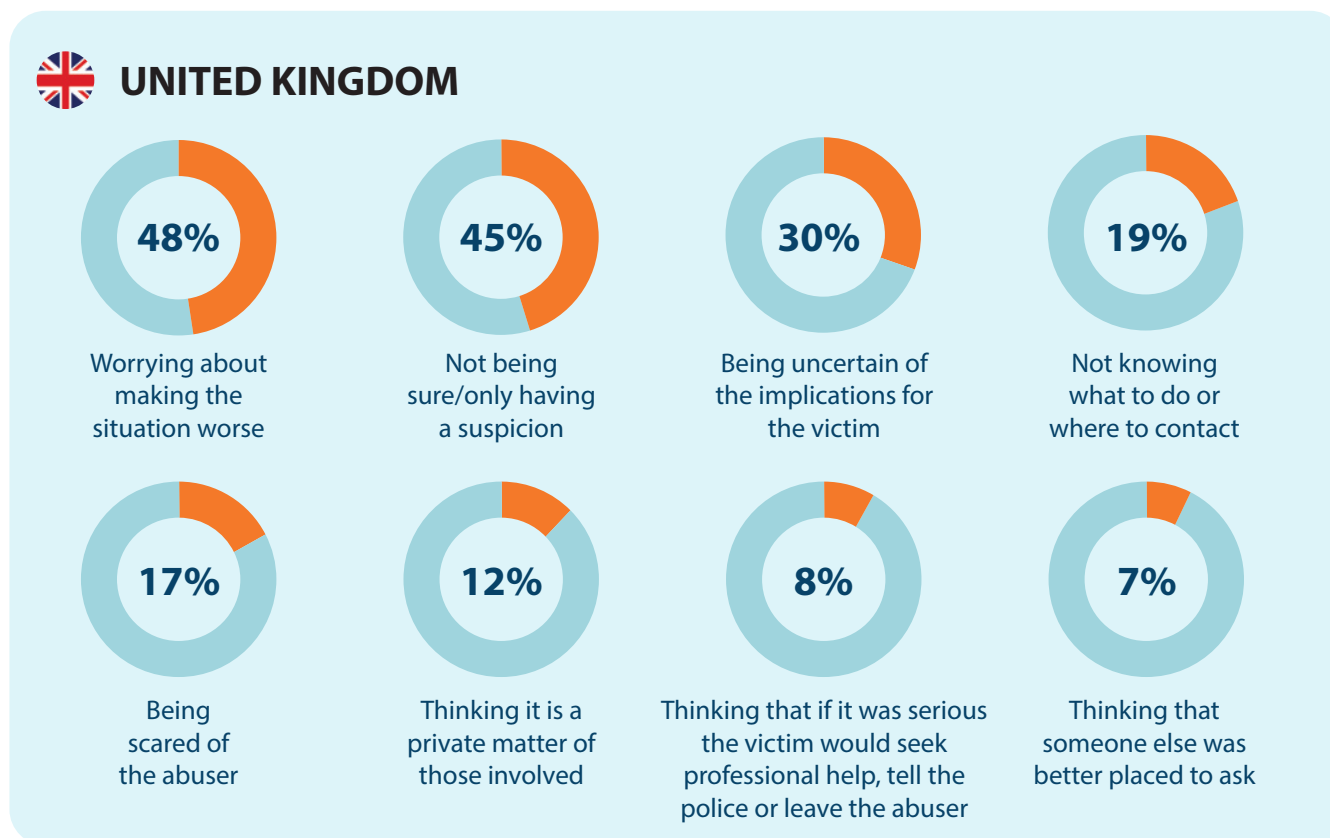 UNITED KINGDOM
48%
Worrying about
making the
situation worse
45%
Not being
sure/only having
a suspicion
30%
Being uncertain of
the implications for
the victim
19%
Not knowing
what to do or
where to contact
17%
Being
scared of
the abuser
12%
Thinking it is a
private matter of
those involved
8%
Thinking that if it was serious
the victim would seek
professional help, tell the
police or leave the abuser
7%
Thinking that
someone else was
better placed to ask